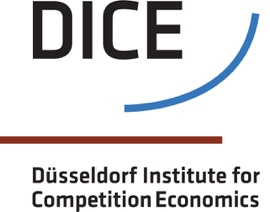 DICE
Düsseldorf Institute for
Competition Economics